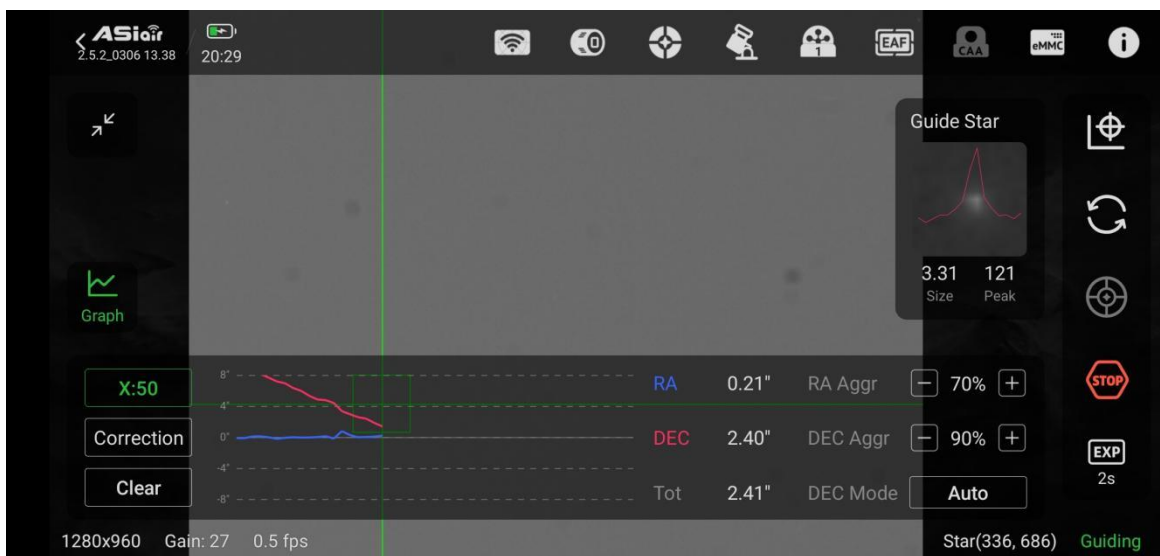 ASiair
2.5.2_0306 13.38
20:29
1
EAF
CAA
eMMC
i
Guide Star
3.31 121
Size Peak
Graph
X:50
Correction
Clear
8"
4"
0"
-4"
-8"
RA 0.21" RA Aggr - 70% +
DEC 2.40" DEC Aggr - 90% +
Tot 2.41" DEC Mode Auto
STOP
EXP
2s
1280x960 Gain: 27 0.5 fps
Star(336, 686) Guiding